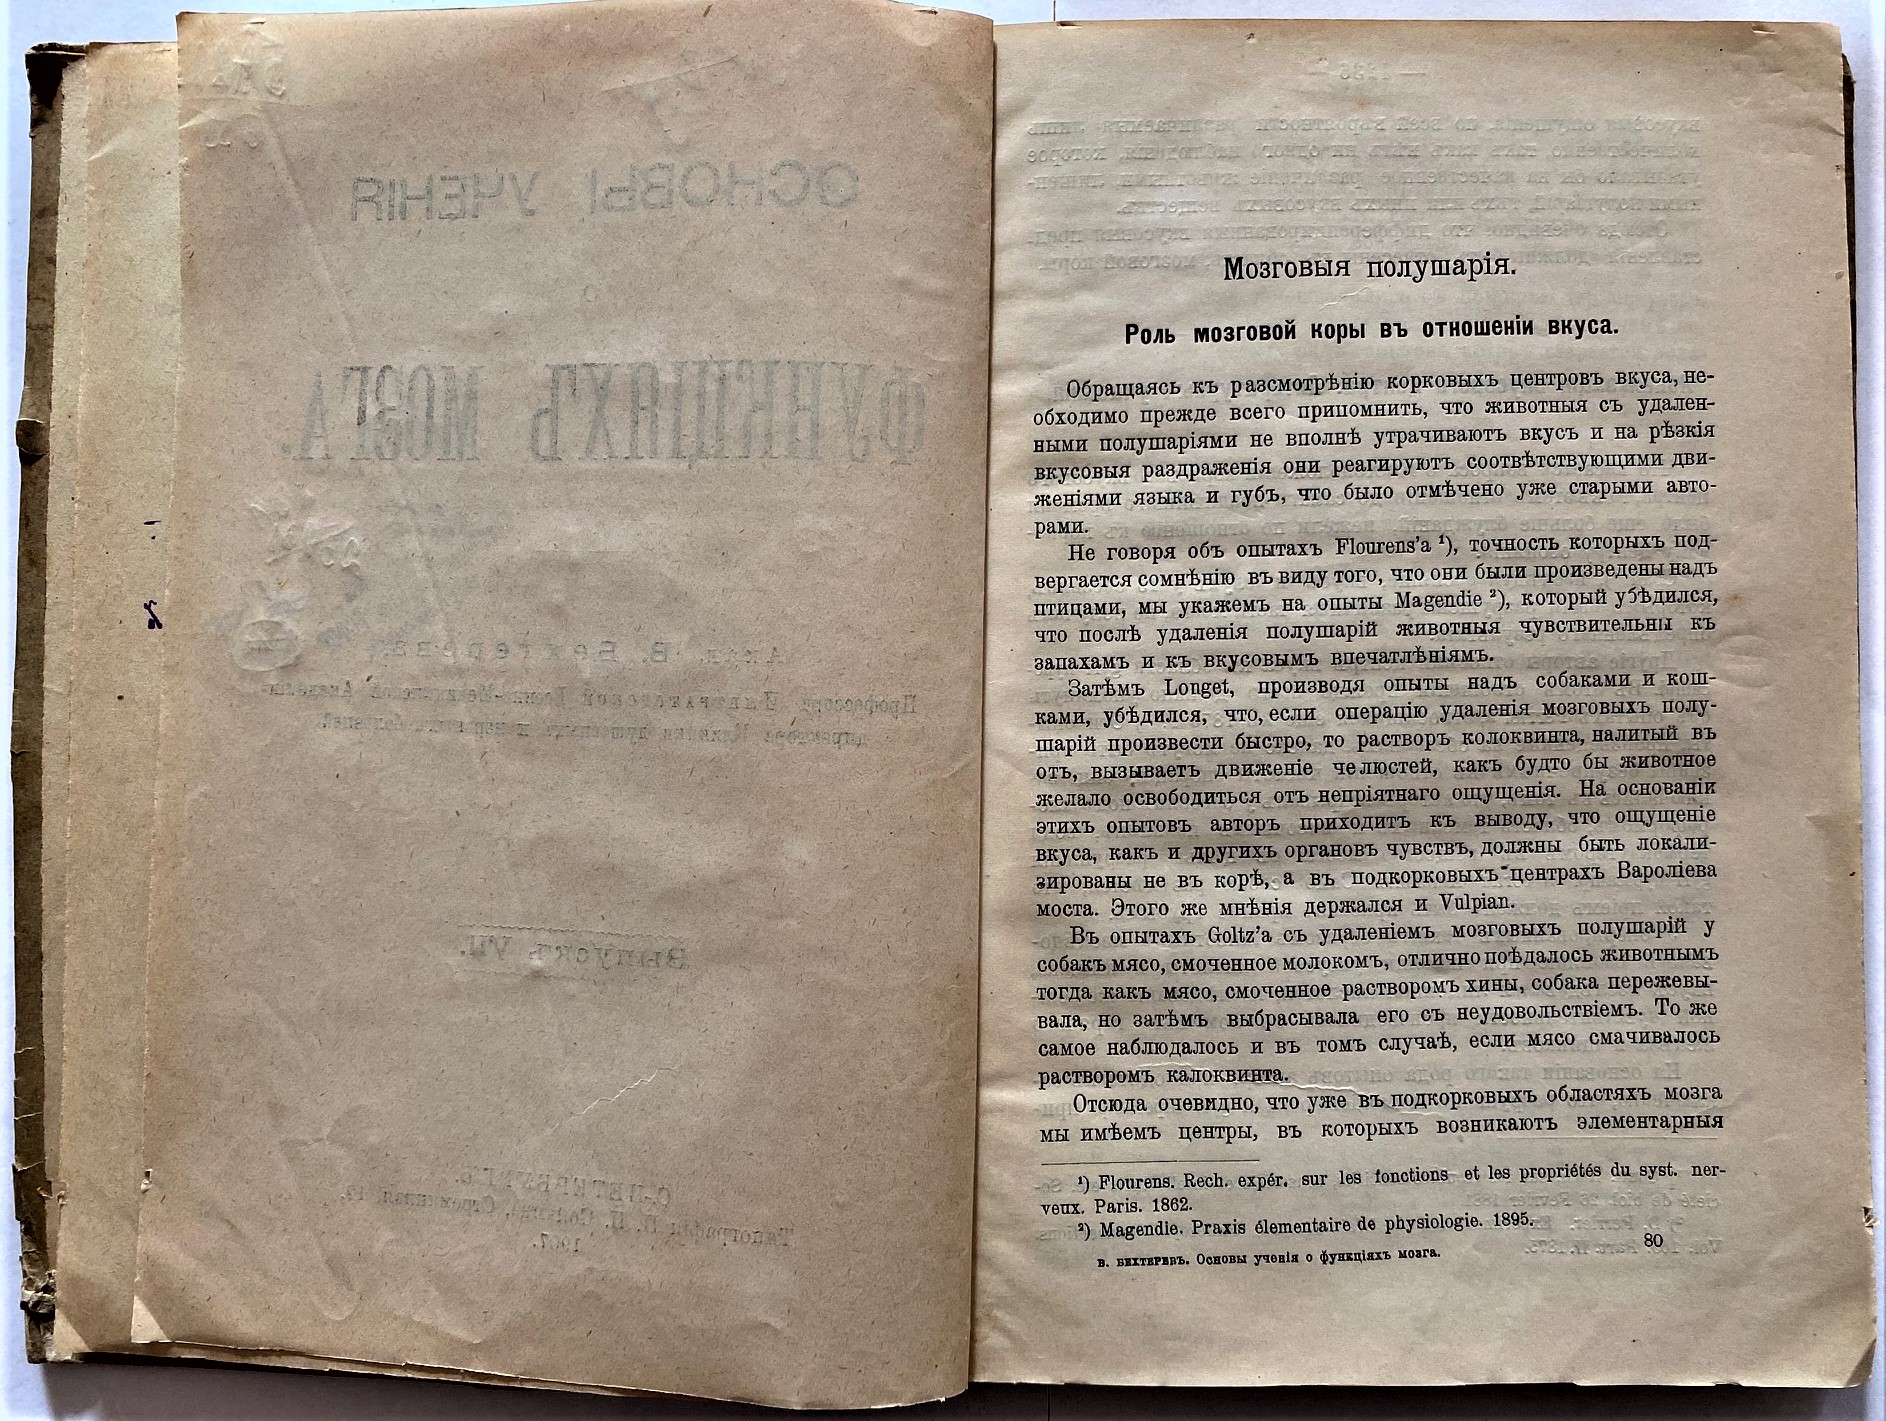 ОСНОВЫ УЧЕНІЯ
О
ФУНКЦІЯХЪ МОЗГА.
Акад. В. Бехтерева,
Выпускъ VII.
С.-ПЕТЕРБУРГЪ.
1907.
Мозговыя полушарія.
Роль мозговой коры въ отношеніи вкуса.
Обращаясь къ разсмотрѣнію корковыхъ центровъ вкуса, не-
обходимо прежде всего припомнить, что животныя съ удален-
ными полушаріями не вполнѣ утрачиваютъ вкусъ и на рѣзкія
вкусовыя раздраженія они реагируютъ соотвѣтствующими дви-
женіями языка и губъ, что было отмѣчено уже старыми авто-
рами.
Не говоря объ опытахъ Flourens’a ¹), точность которыхъ под-
вергается сомнѣнію въ виду того, что они были произведены надъ
птицами, мы укажемъ на опыты Magendie ²), который убѣдился,
что послѣ удаленія полушарій животныя чувствительны къ
запахамъ и къ вкусовымъ впечатлѣніямъ.
Затѣмъ Longet, производя опыты надъ собаками и кош-
ками, убѣдился, что, если операцію удаленія мозговыхъ полу-
шарій произвести быстро, то растворъ колоквинта, налитый въ
отъ, вызываетъ движеніе челюстей, какъ будто бы животное
желало освободиться отъ непріятнаго ощущенія. На основаніи
этихъ опытовъ авторъ приходитъ къ выводу, что ощущеніе
вкуса, какъ и другихъ органовъ чувствъ, должны быть локали-
зированы не въ корѣ, а въ подкорковыхъ центрахъ Вароліева
моста. Этого же мнѣнія держался и Vulpian.
Въ опытахъ Goltz’a съ удаленіемъ мозговыхъ полушарій у
собакъ мясо, смоченное молокомъ, отлично поѣдалось животнымъ
тогда какъ мясо, смоченное растворомъ хины, собака пережевы-
вала, но затѣмъ выбрасывала его съ неудовольствіемъ. То же
самое наблюдалось и въ томъ случаѣ, если мясо смачивалось
растворомъ калоквинта.
Отсюда очевидно, что уже въ подкорковыхъ областяхъ мозга
мы имѣемъ центры, въ которыхъ возникаютъ элементарныя
¹) Flourens. Rech. expér. sur les fonctions et les propriétés du syst. ner-
veux. Paris. 1862.
²) Magendie. Praxis élementaire de physiologie. 1895.
В. БЕХТЕРЕВЪ. Основы ученія о функціяхъ мозга.
80